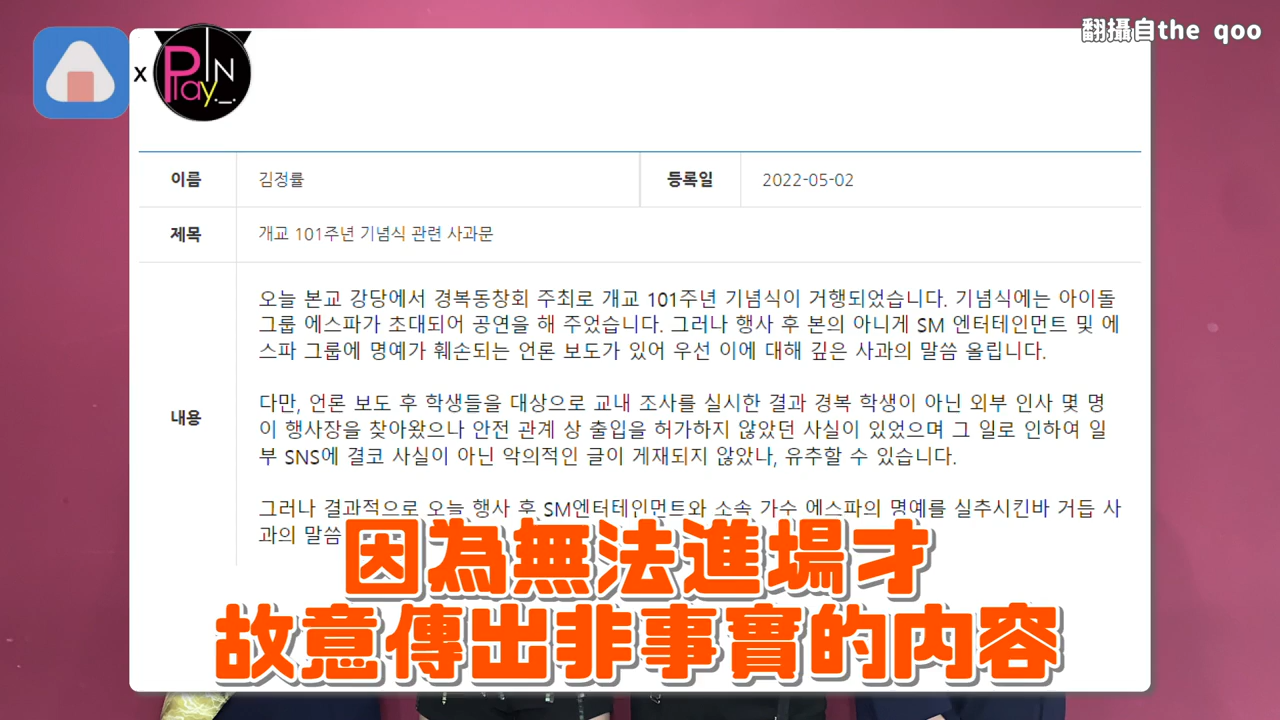 翻攝自the qoo
x
PlayIN._.
이름
김정률
등록일
2022-05-02
제목
개교 101주년 기념식 관련 사과문
내용
오늘 본교 강당에서 경복동창회 주최로 개교 101주년 기념식이 거행되었습니다. 기념식에는 아이돌
그룹 에스파가 초대되어 공연을 해 주었습니다. 그러나 행사 후 본의 아니게 SM 엔터테인먼트 및 에
스파 그룹에 명예가 훼손되는 언론 보도가 있어 우선 이에 대해 깊은 사과의 말씀 올립니다.
다만, 언론 보도 후 학생들을 대상으로 교내 조사를 실시한 결과 경복 학생이 아닌 외부 인사 몇 명
이 행사장을 찾아왔으나 안전 관계 상 출입을 허가하지 않았던 사실이 있었으며 그 일로 인하여 일
부 SNS에 결코 사실이 아닌 악의적인 글이 게재되지 않았나, 유추할 수 있습니다.
그러나 결과적으로 오늘 행사 후 SM엔터테인먼트와 소속 가수 에스파의 명예를 실추시킨바 거듭 사
과의 말씀
因為無法進場才
故意傳出非事實的內容